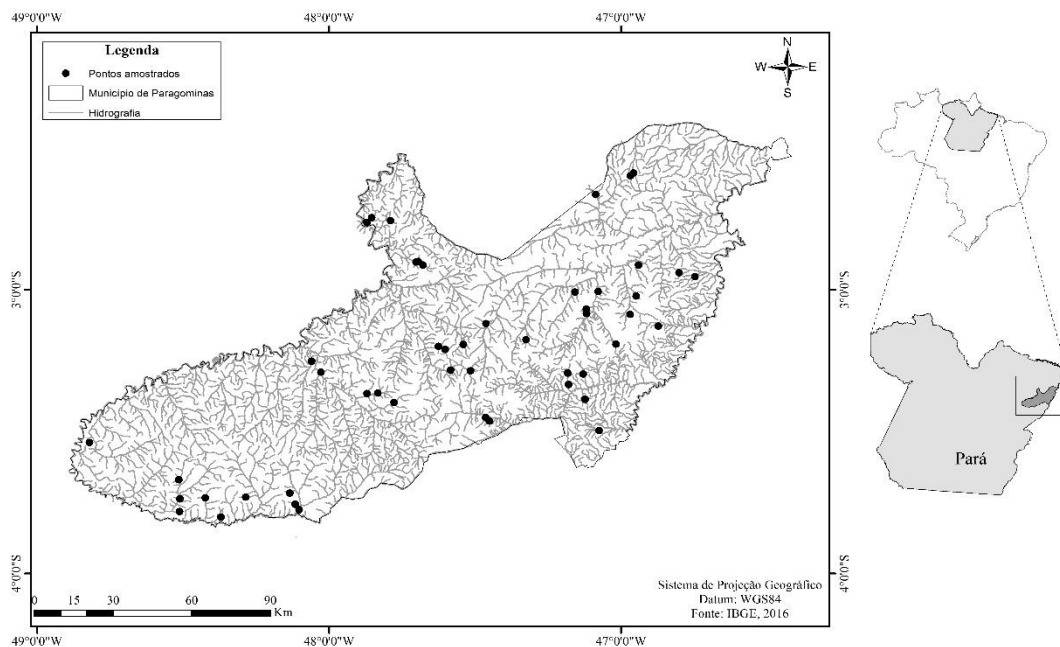 49°0'0"W
48°0'0"W
47°0'0"W
Legenda
Pontos amostrados
Município de Paragominas
Hidrografia
N
W
E
S
3°0'0"S
3°0'0"S
4°0'0"S
4°0'0"S
0 15 30 60 90
Km
Sistema de Projeção Geográfico
Datum: WGS84
Fonte: IBGE, 2016
49°0'0"W
48°0'0"W
47°0'0"W
Pará